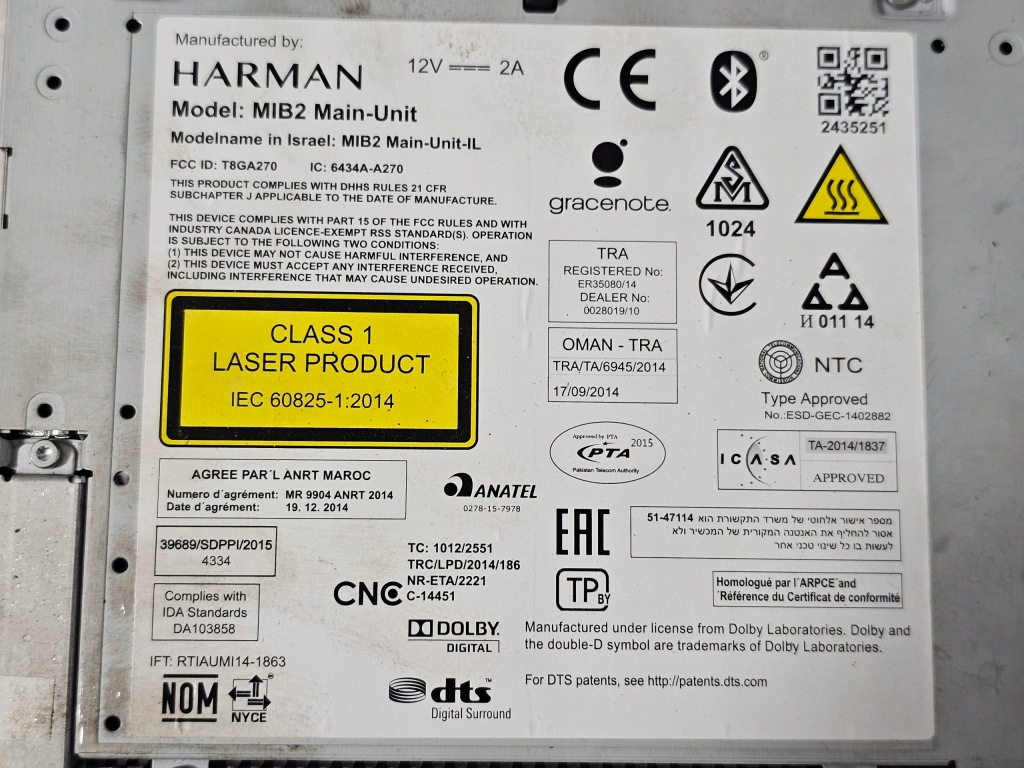 Manufactured by:
HARMAN
12V 2A
Model: MIB2 Main-Unit
Modelname in Israel: MIB2 Main-Unit-IL
FCC ID: T8GA270 IC: 6434A-A270
THIS PRODUCT COMPLIES WITH DHHS RULES 21 CFR
SUBCHAPTER J APPLICABLE TO THE DATE OF MANUFACTURE.
THIS DEVICE COMPLIES WITH PART 15 OF THE FCC RULES AND WITH
INDUSTRY CANADA LICENCE-EXEMPT RSS STANDARD(S). OPERATION
IS SUBJECT TO THE FOLLOWING TWO CONDITIONS:
(1) THIS DEVICE MAY NOT CAUSE HARMFUL INTERFERENCE, AND
(2) THIS DEVICE MUST ACCEPT ANY INTERFERENCE RECEIVED,
INCLUDING INTERFERENCE THAT MAY CAUSE UNDESIRED OPERATION.
CE
®
2435251
gracenote.
SVM
1024
TRA
REGISTERED No:
ER35080/14
DEALER No:
0028019/10
OMAN - TRA
TRA/TA/6945/2014
17/09/2014
AAA
И 011 14
NTC
Type Approved
No.:ESD-GEC-1402882
CLASS 1
LASER PRODUCT
IEC 60825-1:2014
Approved by PTA
2015
CPTA
Pakistan Telecom Authority
ICASA
TA-2014/1837
APPROVED
AGREE PAR´L ANRT MAROC
Numero d´agrément: MR 9904 ANRT 2014
Date d´agrément: 19. 12. 2014
ANATEL
0278-15-7978
EAC
מספר אישור אלחוטי של משרד התקשורת הוא 51-47114
אסור להחליף את האנטנה המקורית של המכשיר ולא
לעשות בו כל שינוי טכני אחר
39689/SDPPI/2015
4334
TC: 1012/2551
TRC/LPD/2014/186
NR-ETA/2221
CNC C-14451
TP BY
Homologué par l´ARPCE´and
´Référence du Certificat de conformité
Complies with
IDA Standards
DA103858
DOLBY.
DIGITAL
Manufactured under license from Dolby Laboratories. Dolby and
the double-D symbol are trademarks of Dolby Laboratories.
IFT: RTIAUMI14-1863
NOM
NYCE
dts
Digital Surround
For DTS patents, see http://patents.dts.com